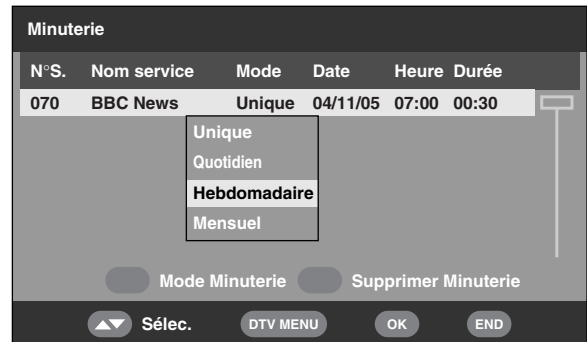 Minuterie
N°S. Nom service Mode Date Heure Durée
070 BBC News Unique 04/11/05 07:00 00:30
Unique
Quotidien
Hebdomadaire
Mensuel
Mode Minuterie Supprimer Minuterie
Sélec. DTV MENU OK END